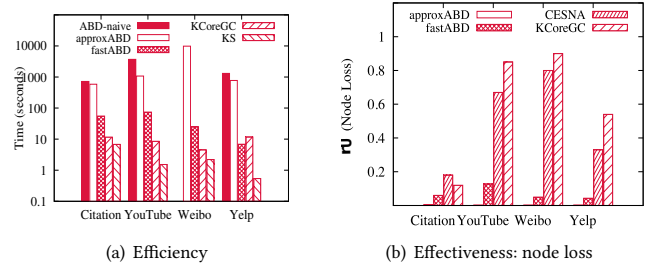 ABD-naive
approxABD
fastABD
KCoreGC
KS
Time (seconds)
10000
1000
100
10
1
0.1
Citation YouTube Weibo Yelp
(a) Efficiency
approxABD
fastABD
CESNA
KCoreGC
rU (Node Loss)
1
0.8
0.6
0.4
0.2
Citation YouTube Weibo Yelp
(b) Effectiveness: node loss